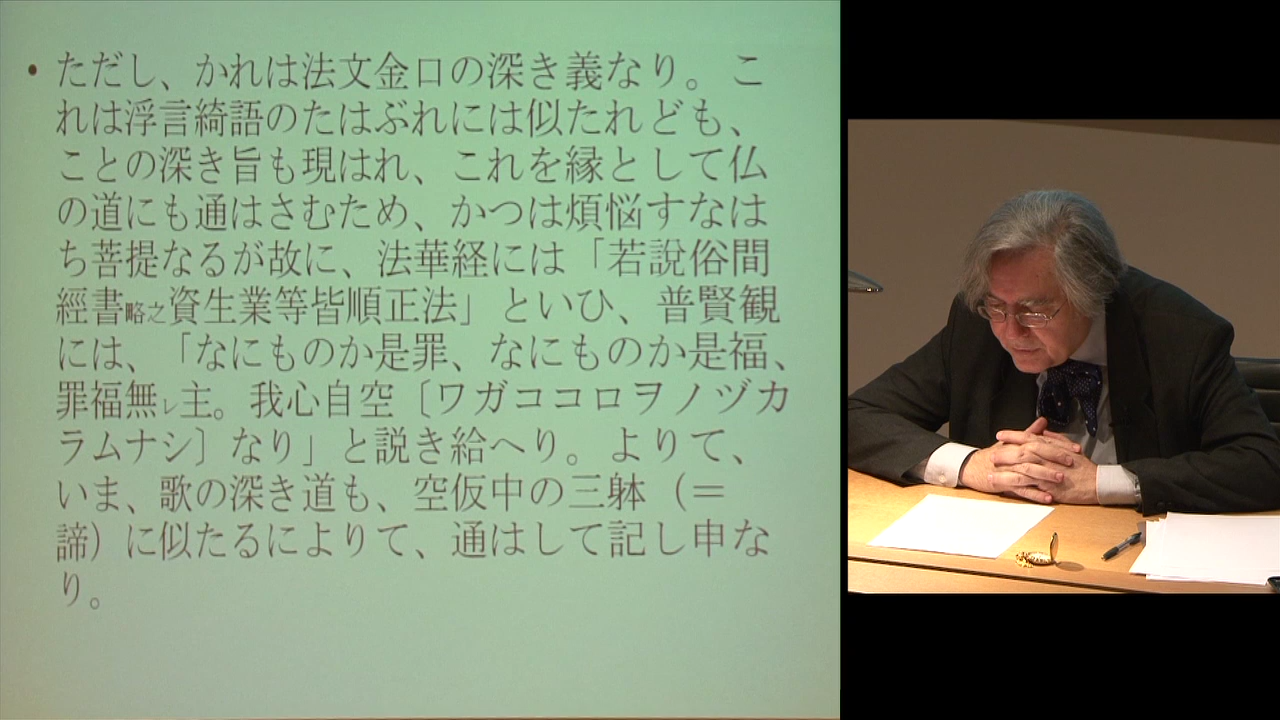 • ただし、かれは法文金口の深き義なり。こ
れは浮言綺語のたはぶれには似たれども、
ことの深き旨も現はれ、これを縁として仏
の道にも通はさむため、かつは煩悩すなは
ち菩提なるが故に、法華経には「若説俗間
經書略之資生業等皆順正法」といひ、普賢観
には、「なにものか是罪、なにものか是福、
罪福無レ主。我心自空〔ワガココロヲノヅカ
ラムナシ〕なり」と説き給へり。よりて、
いま、歌の深き道も、空仮中の三躰（＝
諦）に似たるによりて、通はして記し申な
り。